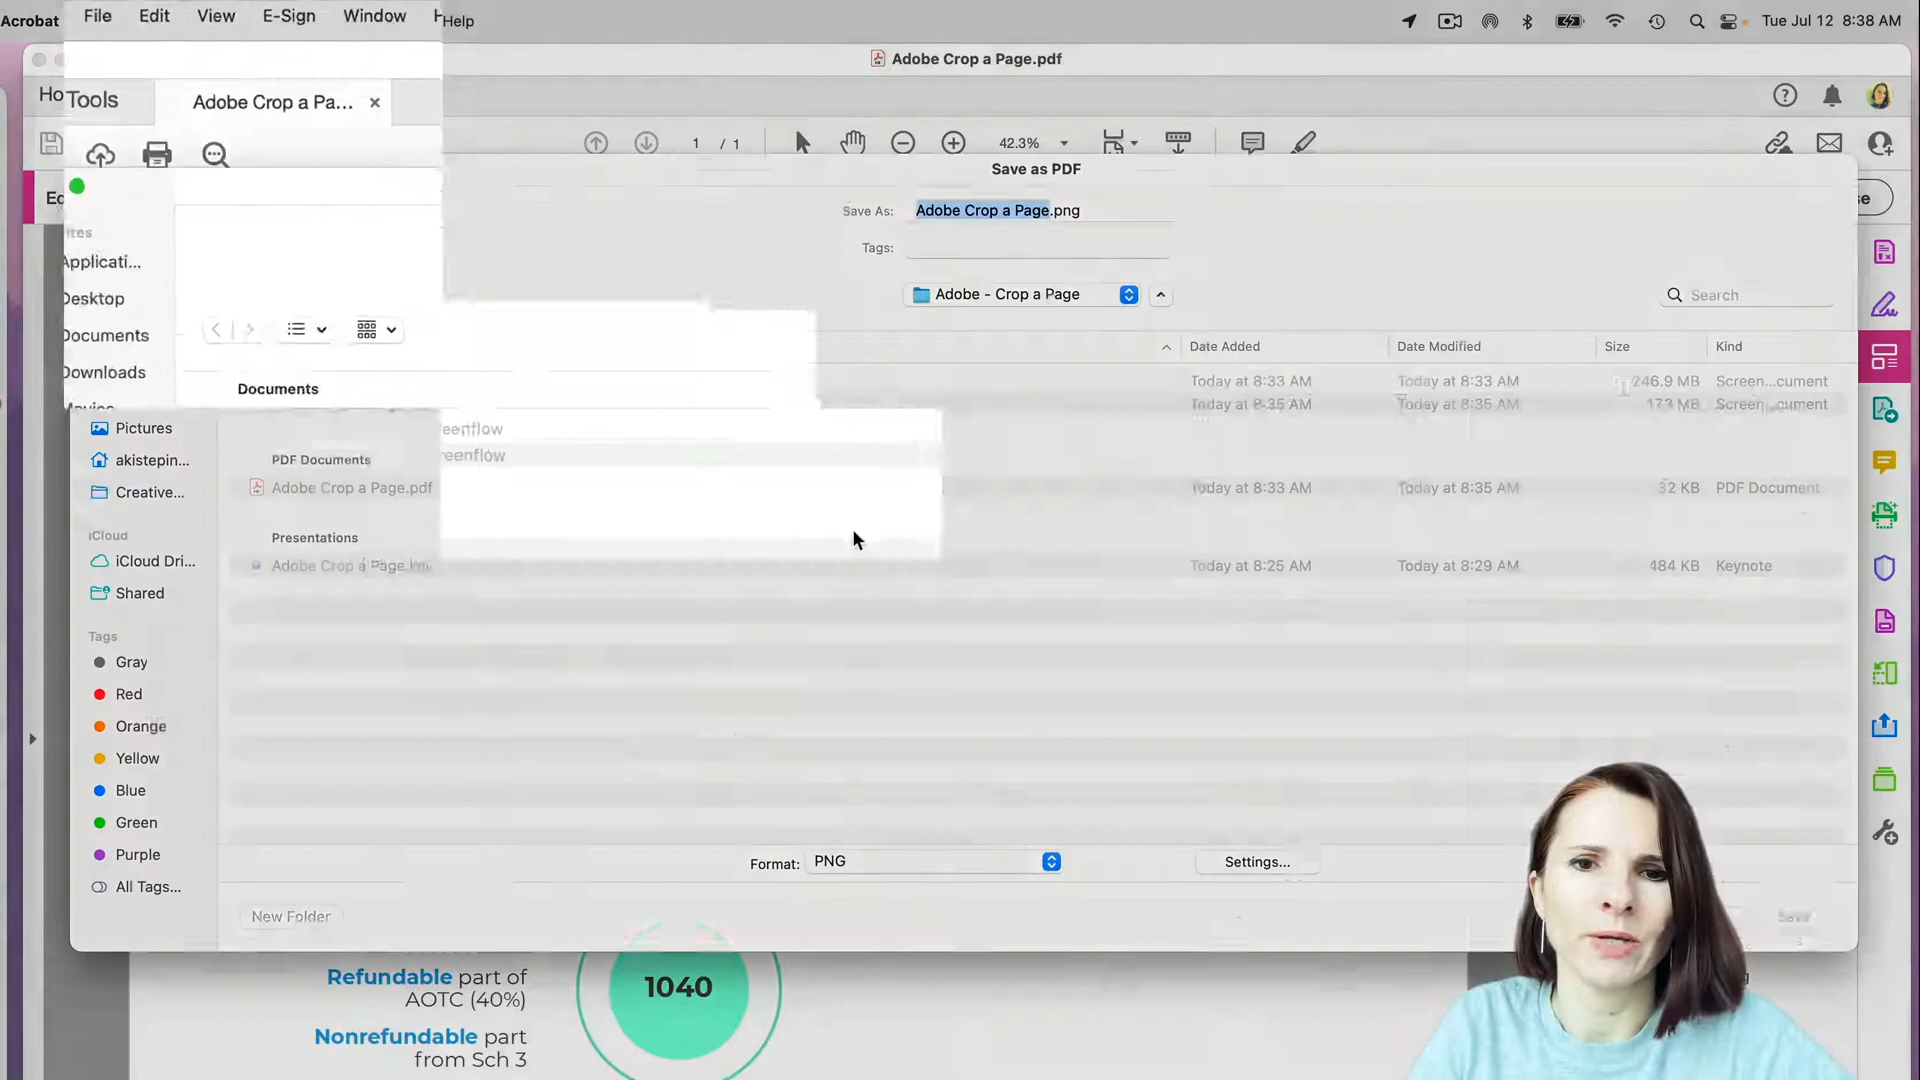 Acrobat File Edit View E-Sign Window Help Tue Jul 12 8:38 AM
Adobe Crop a Page.pdf
Tools Adobe Crop a Pa... ×
1 / 1 42.3%
Save as PDF
Save As: Adobe Crop a Page.png
Tags:
Adobe - Crop a Page Search
Desktop
Documents
Downloads
Date Added Date Modified Size Kind
Documents
Today at 8:33 AM Today at 8:33 AM 246.9 MB Screen...cument
Today at 8:35 AM Today at 8:35 AM 173 MB Screen...cument
PDF Documents
Adobe Crop a Page.pdf Today at 8:33 AM Today at 8:35 AM 32 KB PDF Document
Presentations
Adobe Crop a Page Today at 8:25 AM Today at 8:29 AM 484 KB Keynote
Pictures
akistepin...
Creative...
iCloud
iCloud Dri...
Shared
Tags
Gray
Red
Orange
Yellow
Blue
Green
Purple
All Tags...
Format: PNG Settings...
New Folder Save
Refundable part of
AOTC (40%)
1040
Nonrefundable part
from Sch 3